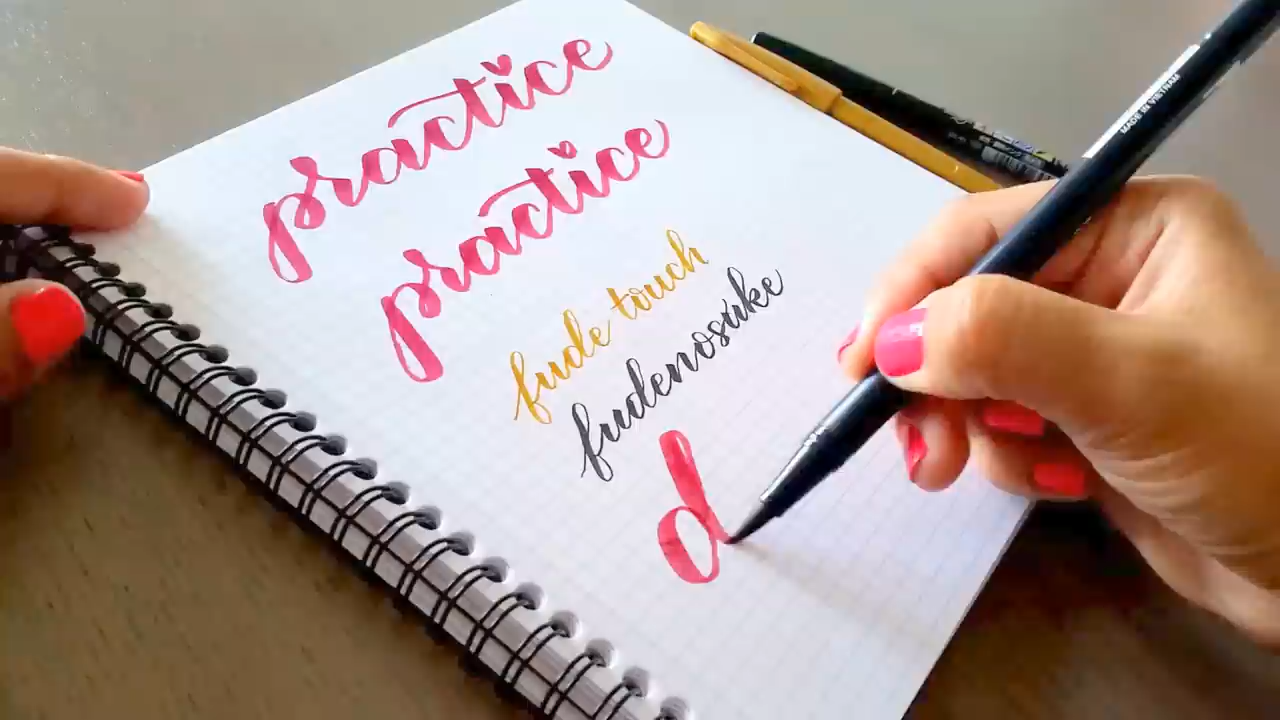 practice
practice
fude touch
fudenosuke
d
MADE IN VIETNAM